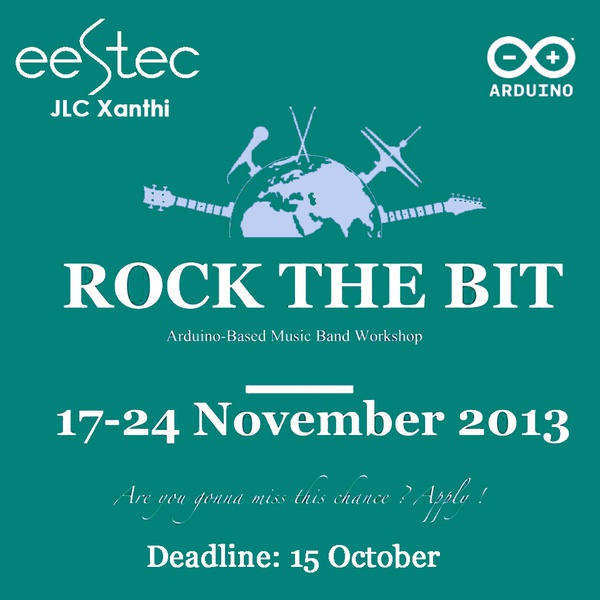 eeStec
JLC Xanthi
ARDUINO
ROCK THE BIT
Arduino-Based Music Band Workshop
17-24 November 2013
Are you gonna miss this chance ? Apply !
Deadline: 15 October